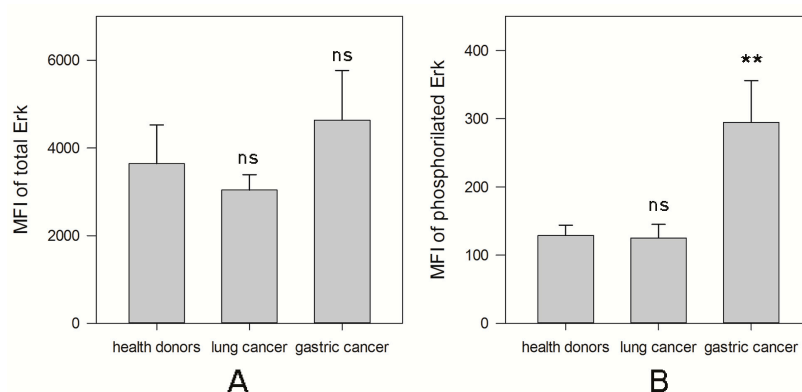 MFI of total Erk
6000
4000
2000
0
ns
ns
health donors lung cancer gastric cancer
A
MFI of phosphorilated Erk
400
300
200
100
0
ns
**
health donors lung cancer gastric cancer
B